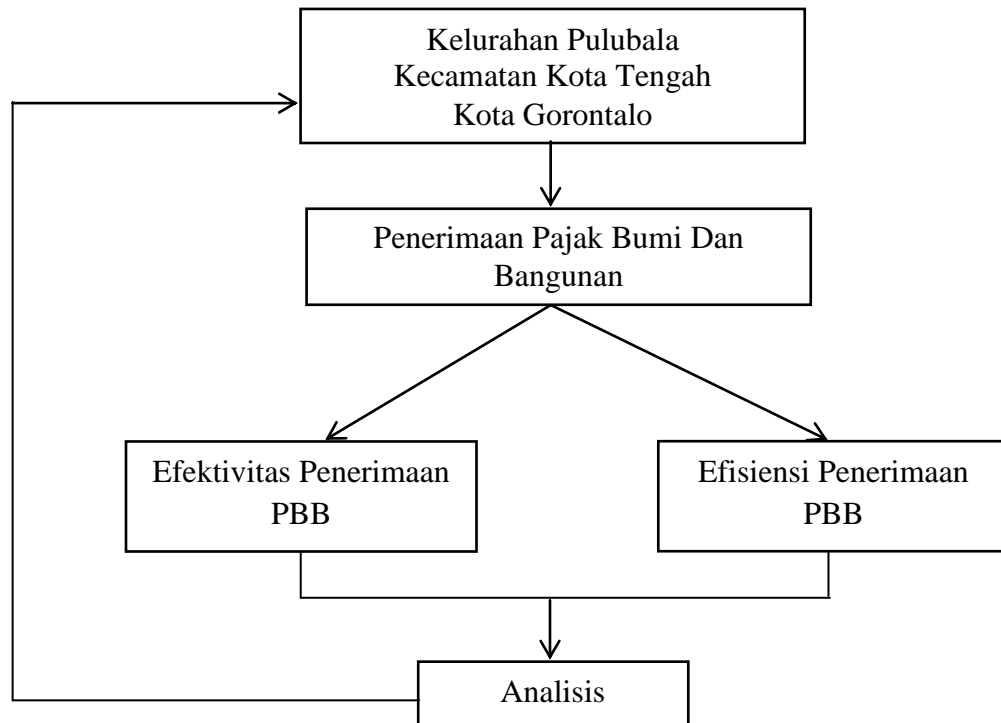 Kelurahan Pulubala
Kecamatan Kota Tengah
Kota Gorontalo
Penerimaan Pajak Bumi Dan
Bangunan
Efektivitas Penerimaan
PBB
Efisiensi Penerimaan
PBB
Analisis